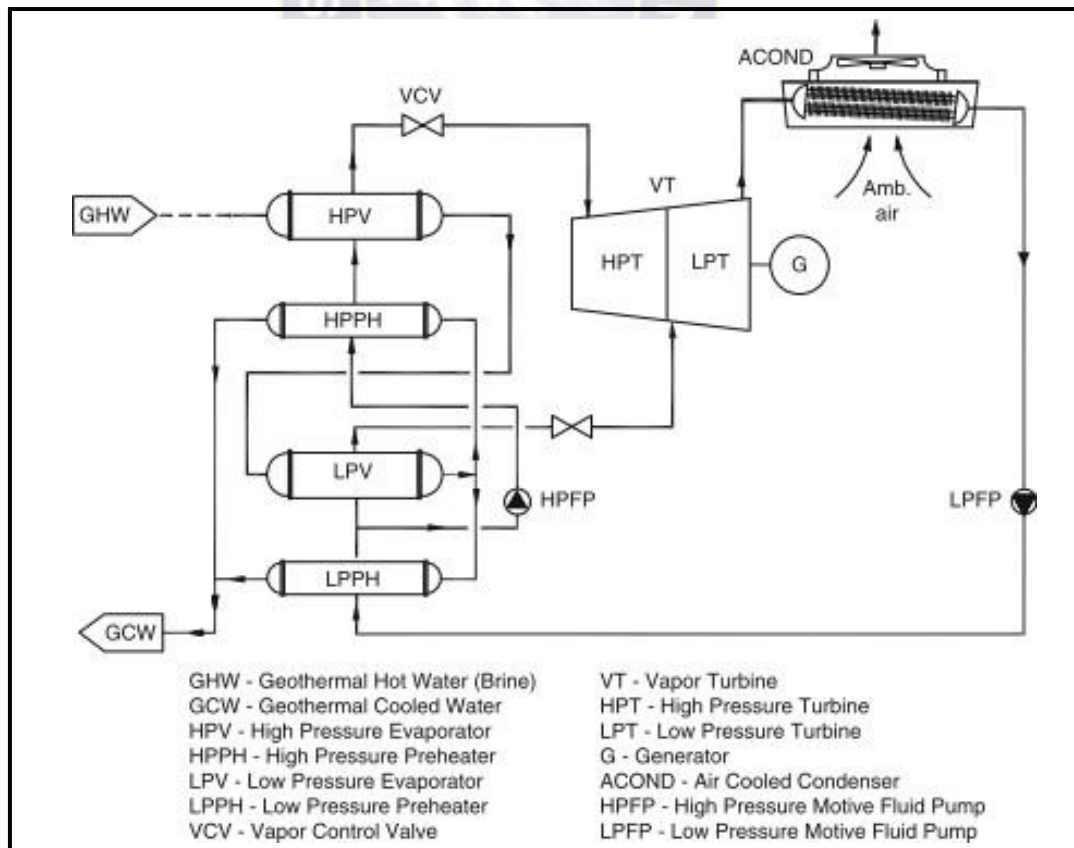 ACOND
VCV
Amb.
air
VT
GHW
HPV
HPT
LPT
G
HPPH
LPV
HPFP
LPFP
LPPH
GCW
GHW - Geothermal Hot Water (Brine)
GCW - Geothermal Cooled Water
HPV - High Pressure Evaporator
HPPH - High Pressure Preheater
LPV - Low Pressure Evaporator
LPPH - Low Pressure Preheater
VCV - Vapor Control Valve
VT - Vapor Turbine
HPT - High Pressure Turbine
LPT - Low Pressure Turbine
G - Generator
ACOND - Air Cooled Condenser
HPFP - High Pressure Motive Fluid Pump
LPFP - Low Pressure Motive Fluid Pump